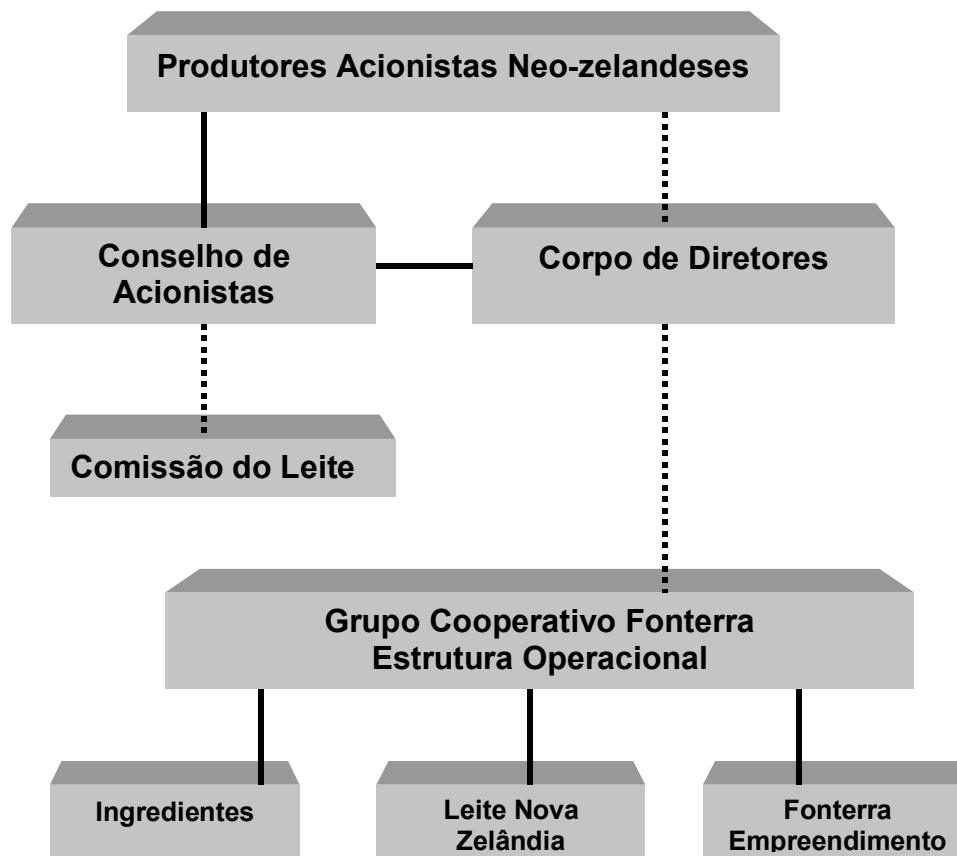 Produtores Acionistas Neo-zelandeses
Conselho de
Acionistas
Corpo de Diretores
Comissão do Leite
Grupo Cooperativo Fonterra
Estrutura Operacional
Ingredientes
Leite Nova
Zelândia
Fonterra
Empreendimento